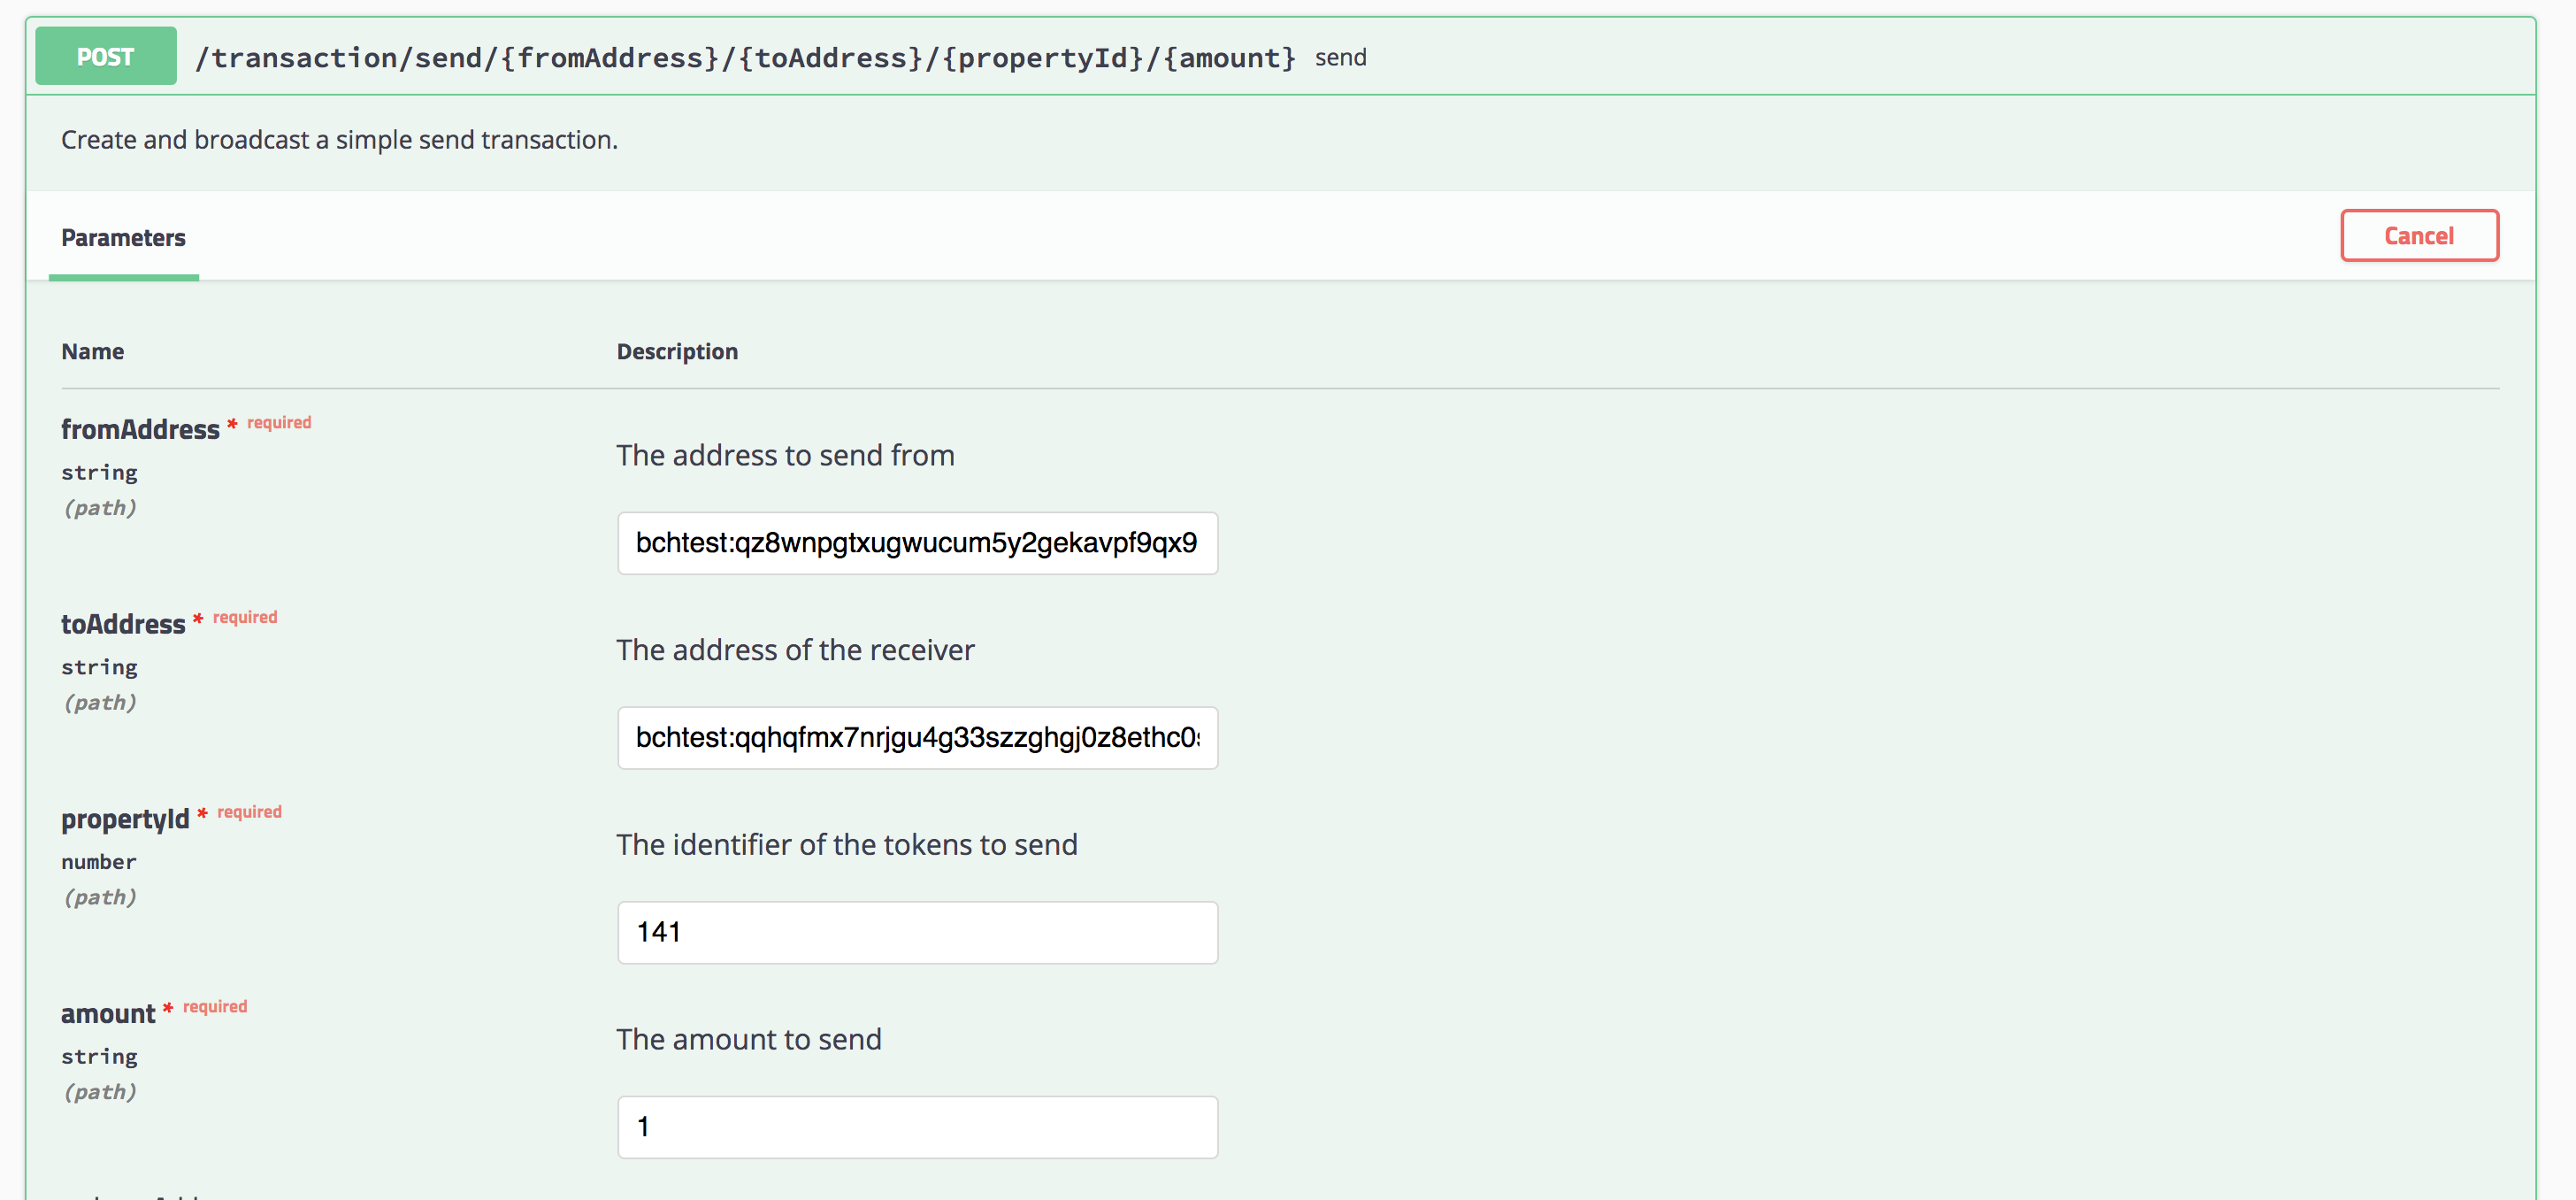 POST /transaction/send/{fromAddress}/{toAddress}/{propertyId}/{amount} send
Create and broadcast a simple send transaction.
Parameters
Cancel
Name Description
fromAddress * required
string
(path)
The address to send from
bchtest:qz8wnpgtxugwucum5y2gekavpf9qx9
toAddress * required
string
(path)
The address of the receiver
bchtest:qqhqfmx7nrjgu4g33szzghgj0z8ethc0
propertyId * required
number
(path)
The identifier of the tokens to send
141
amount * required
string
(path)
The amount to send
1